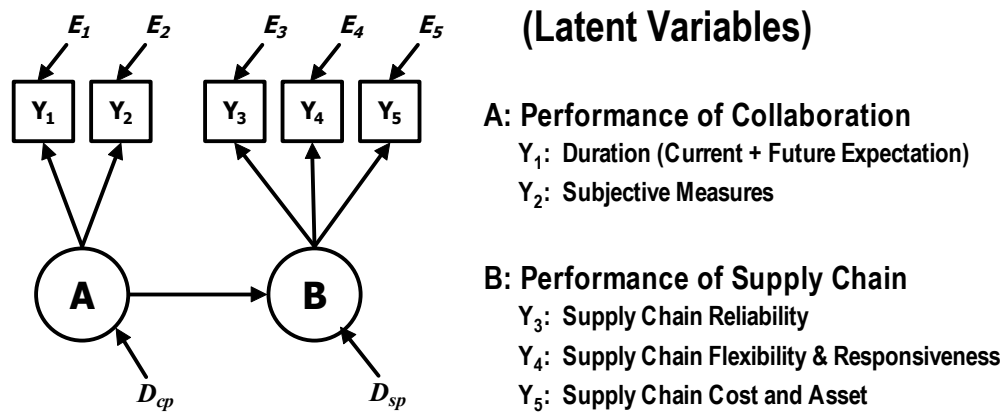 E₁ E₂ E₃ E₄ E₅
Y₁ Y₂ Y₃ Y₄ Y₅
A B
D_cp D_sp
(Latent Variables)
A: Performance of Collaboration
Y₁: Duration (Current + Future Expectation)
Y₂: Subjective Measures
B: Performance of Supply Chain
Y₃: Supply Chain Reliability
Y₄: Supply Chain Flexibility & Responsiveness
Y₅: Supply Chain Cost and Asset